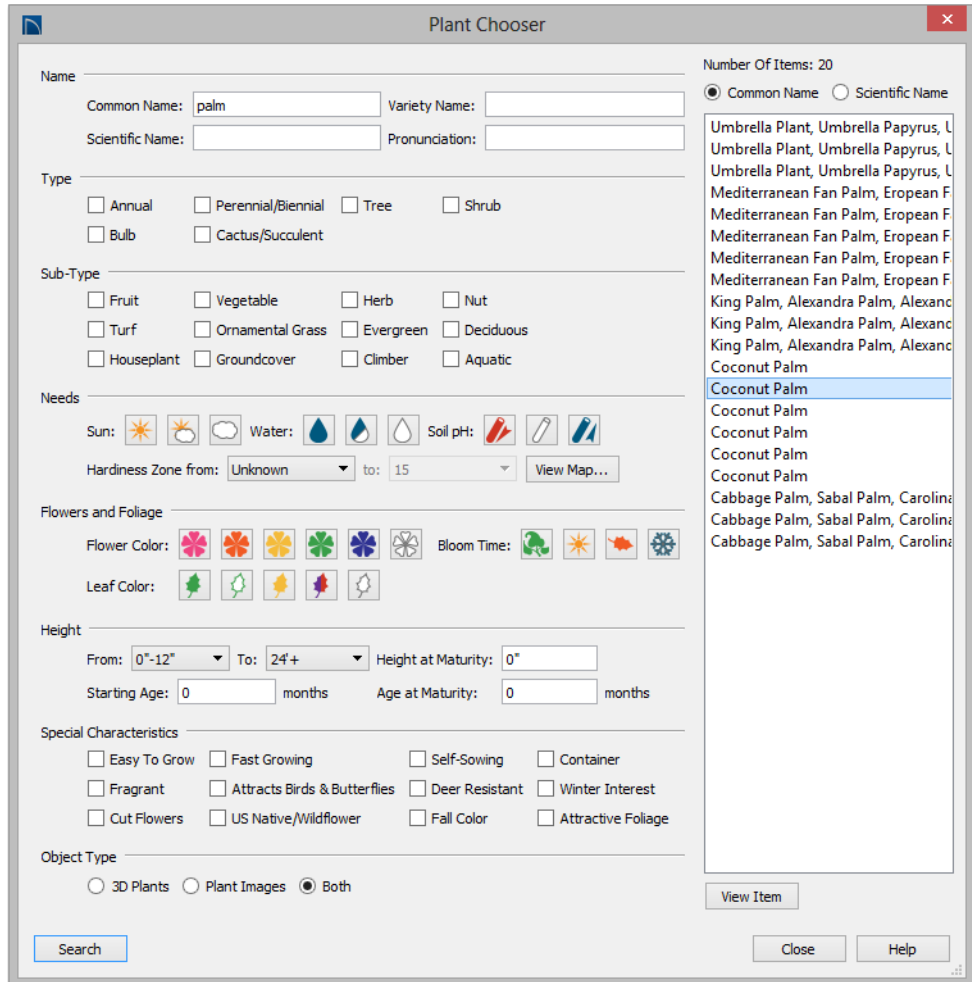 Plant Chooser
Name
Common Name: palm Variety Name:
Scientific Name: Pronunciation:
Type
Annual Perennial/Biennial Tree Shrub
Bulb Cactus/Succulent
Sub-Type
Fruit Vegetable Herb Nut
Turf Ornamental Grass Evergreen Deciduous
Houseplant Groundcover Climber Aquatic
Needs
Sun: Water: Soil pH:
Hardiness Zone from: Unknown to: 15 View Map...
Flowers and Foliage
Flower Color: Bloom Time:
Leaf Color:
Height
From: 0"-12" To: 24'+ Height at Maturity: 0"
Starting Age: 0 months Age at Maturity: 0 months
Special Characteristics
Easy To Grow Fast Growing Self-Sowing Container
Fragrant Attracts Birds & Butterflies Deer Resistant Winter Interest
Cut Flowers US Native/Wildflower Fall Color Attractive Foliage
Object Type
3D Plants Plant Images Both
Search
Number Of Items: 20
Common Name Scientific Name
Umbrella Plant, Umbrella Papyrus, U
Umbrella Plant, Umbrella Papyrus, U
Umbrella Plant, Umbrella Papyrus, U
Mediterranean Fan Palm, Eropean F
Mediterranean Fan Palm, Eropean F
Mediterranean Fan Palm, Eropean F
Mediterranean Fan Palm, Eropean F
Mediterranean Fan Palm, Eropean F
King Palm, Alexandra Palm, Alexanc
King Palm, Alexandra Palm, Alexanc
King Palm, Alexandra Palm, Alexanc
Coconut Palm
Coconut Palm
Coconut Palm
Coconut Palm
Coconut Palm
Coconut Palm
Cabbage Palm, Sabal Palm, Carolina
Cabbage Palm, Sabal Palm, Carolina
Cabbage Palm, Sabal Palm, Carolina
View Item
Close Help